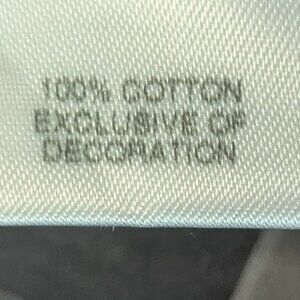 100% COTTON
EXCLUSIVE OF
DECORATION